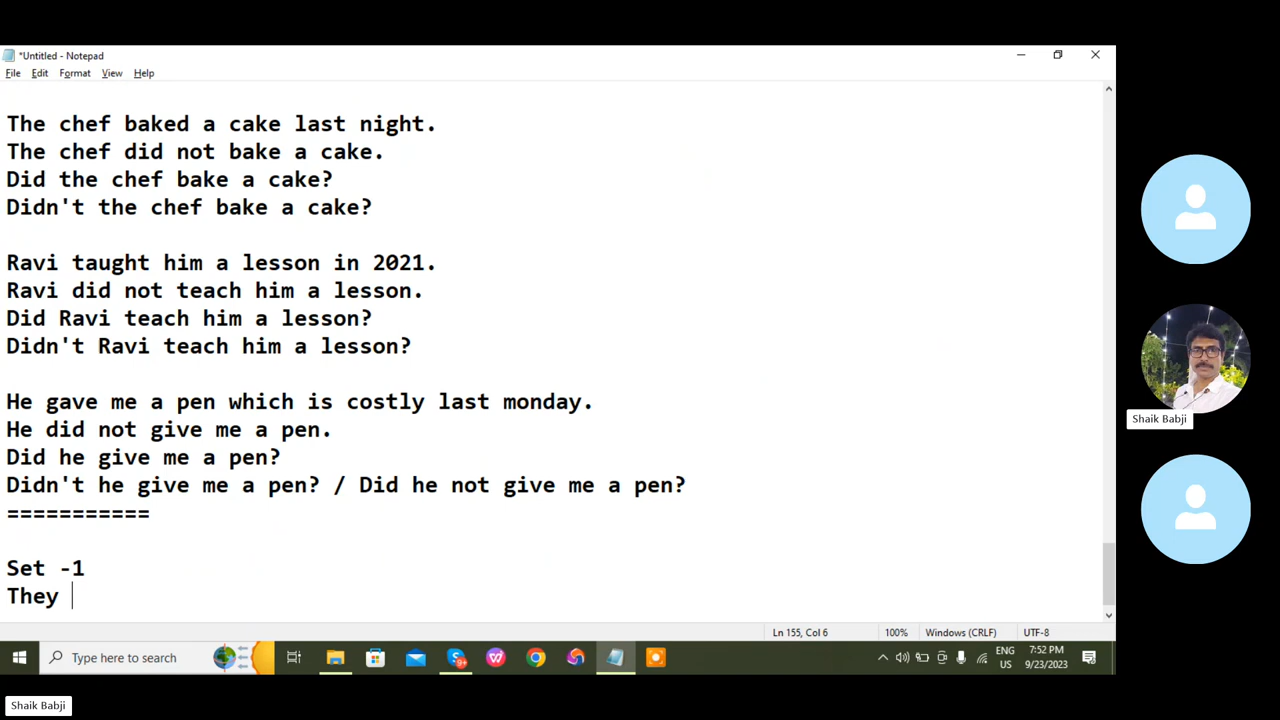 *Untitled - Notepad
File Edit Format View Help
The chef baked a cake last night.
The chef did not bake a cake.
Did the chef bake a cake?
Didn't the chef bake a cake?
Ravi taught him a lesson in 2021.
Ravi did not teach him a lesson.
Did Ravi teach him a lesson?
Didn't Ravi teach him a lesson?
He gave me a pen which is costly last monday.
He did not give me a pen.
Did he give me a pen?
Didn't he give me a pen? / Did he not give me a pen?
===========
Set -1
They
Shaik Babji
Ln 155, Col 6 100% Windows (CRLF) UTF-8
Type here to search
ENG
US
7:52 PM
9/23/2023
Shaik Babji